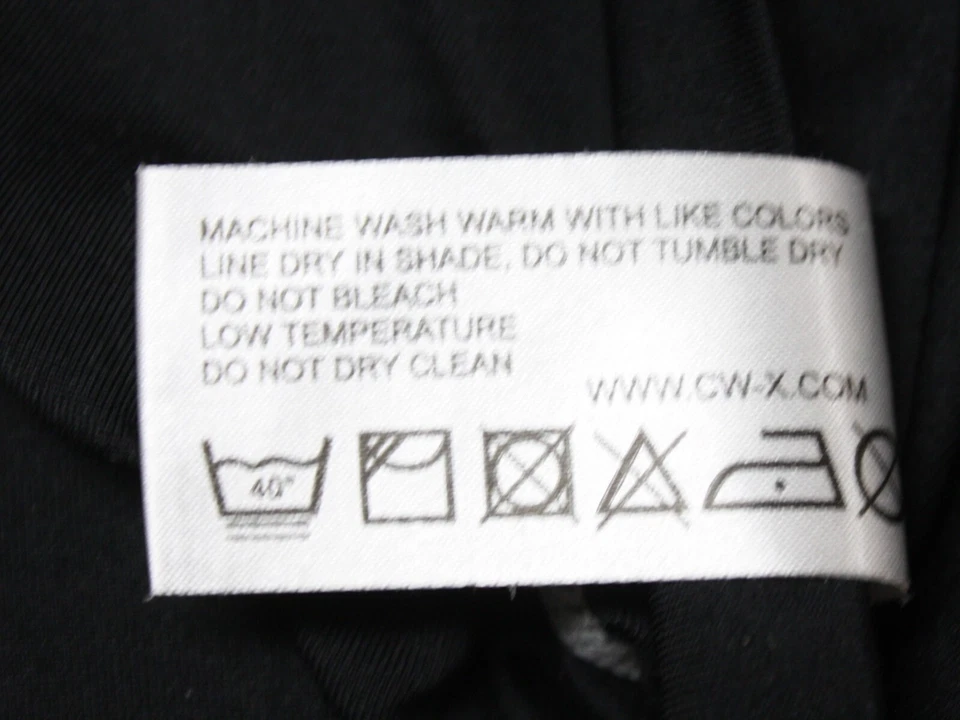 MACHINE WASH WARM WITH LIKE COLORS
LINE DRY IN SHADE, DO NOT TUMBLE DRY
DO NOT BLEACH
LOW TEMPERATURE
DO NOT DRY CLEAN
WWW.CW-X.COM
40°